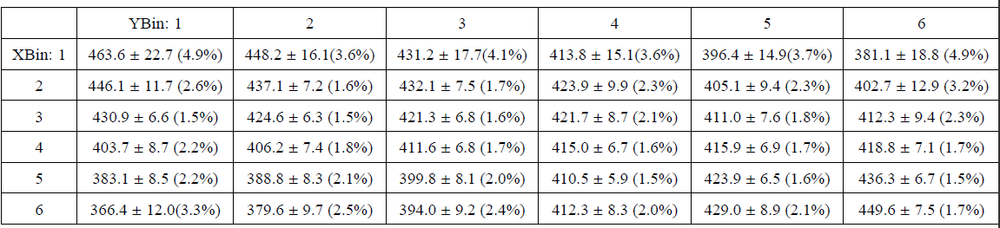 YBin: 1 2 3 4 5 6
XBin: 1 463.6 ± 22.7 (4.9%) 448.2 ± 16.1(3.6%) 431.2 ± 17.7(4.1%) 413.8 ± 15.1(3.6%) 396.4 ± 14.9(3.7%) 381.1 ± 18.8 (4.9%)
2 446.1 ± 11.7 (2.6%) 437.1 ± 7.2 (1.6%) 432.1 ± 7.5 (1.7%) 423.9 ± 9.9 (2.3%) 405.1 ± 9.4 (2.3%) 402.7 ± 12.9 (3.2%)
3 430.9 ± 6.6 (1.5%) 424.6 ± 6.3 (1.5%) 421.3 ± 6.8 (1.6%) 421.7 ± 8.7 (2.1%) 411.0 ± 7.6 (1.8%) 412.3 ± 9.4 (2.3%)
4 403.7 ± 8.7 (2.2%) 406.2 ± 7.4 (1.8%) 411.6 ± 6.8 (1.7%) 415.0 ± 6.7 (1.6%) 415.9 ± 6.9 (1.7%) 418.8 ± 7.1 (1.7%)
5 383.1 ± 8.5 (2.2%) 388.8 ± 8.3 (2.1%) 399.8 ± 8.1 (2.0%) 410.5 ± 5.9 (1.5%) 423.9 ± 6.5 (1.6%) 436.3 ± 6.7 (1.5%)
6 366.4 ± 12.0(3.3%) 379.6 ± 9.7 (2.5%) 394.0 ± 9.2 (2.4%) 412.3 ± 8.3 (2.0%) 429.0 ± 8.9 (2.1%) 449.6 ± 7.5 (1.7%)